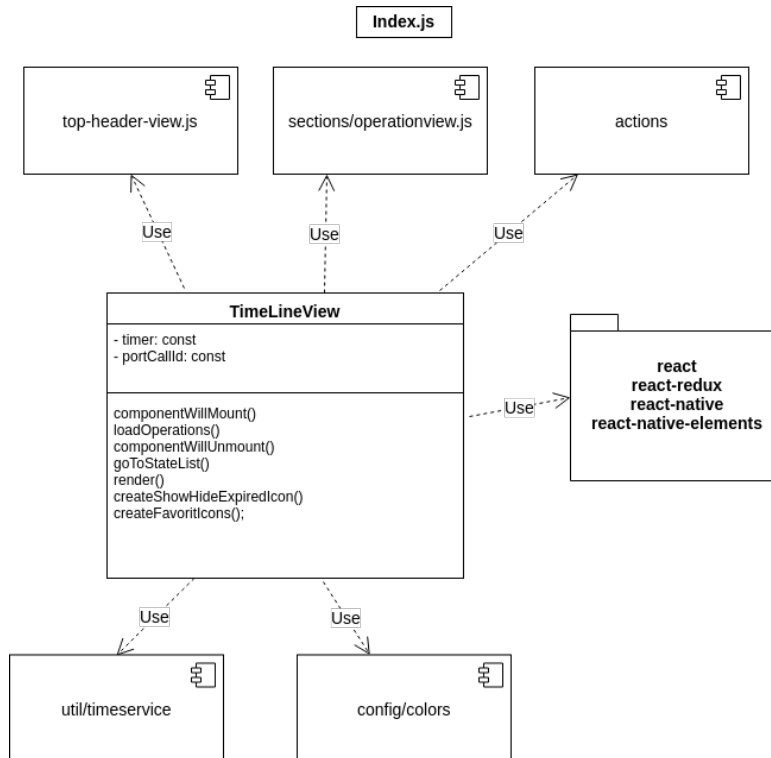 Index.js
top-header-view.js
sections/operationview.js
actions
Use
Use
Use
TimeLineView
- timer: const
- portCallId: const
componentWillMount()
loadOperations()
componentWillUnmount()
goToStateList()
render()
createShowHideExpiredIcon()
createFavoritIcons();
Use
react
react-redux
react-native
react-native-elements
Use
Use
util/timeservice
config/colors